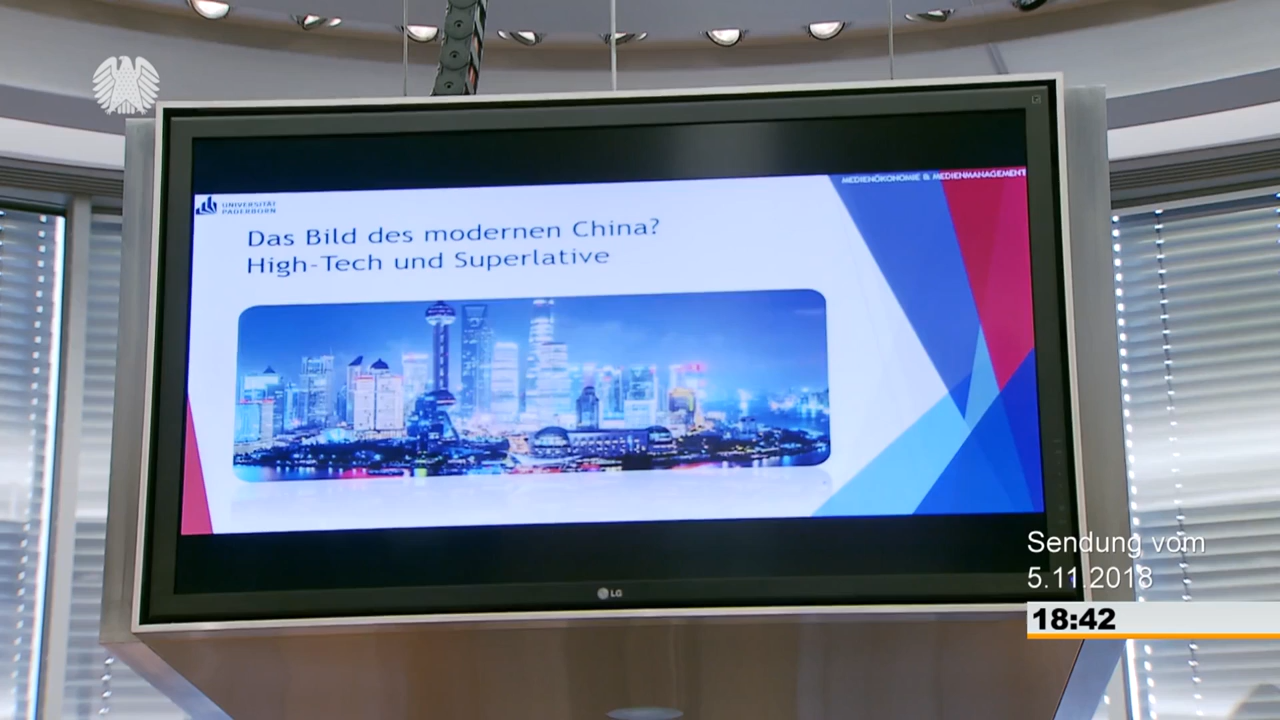 MEDIENÖKONOMIE & MEDIENMANAGEMENT
UNIVERSITÄT
PADERBORN
Das Bild des modernen China?
High-Tech und Superlative
LG
Sendung vom
5.11.2018
18:42